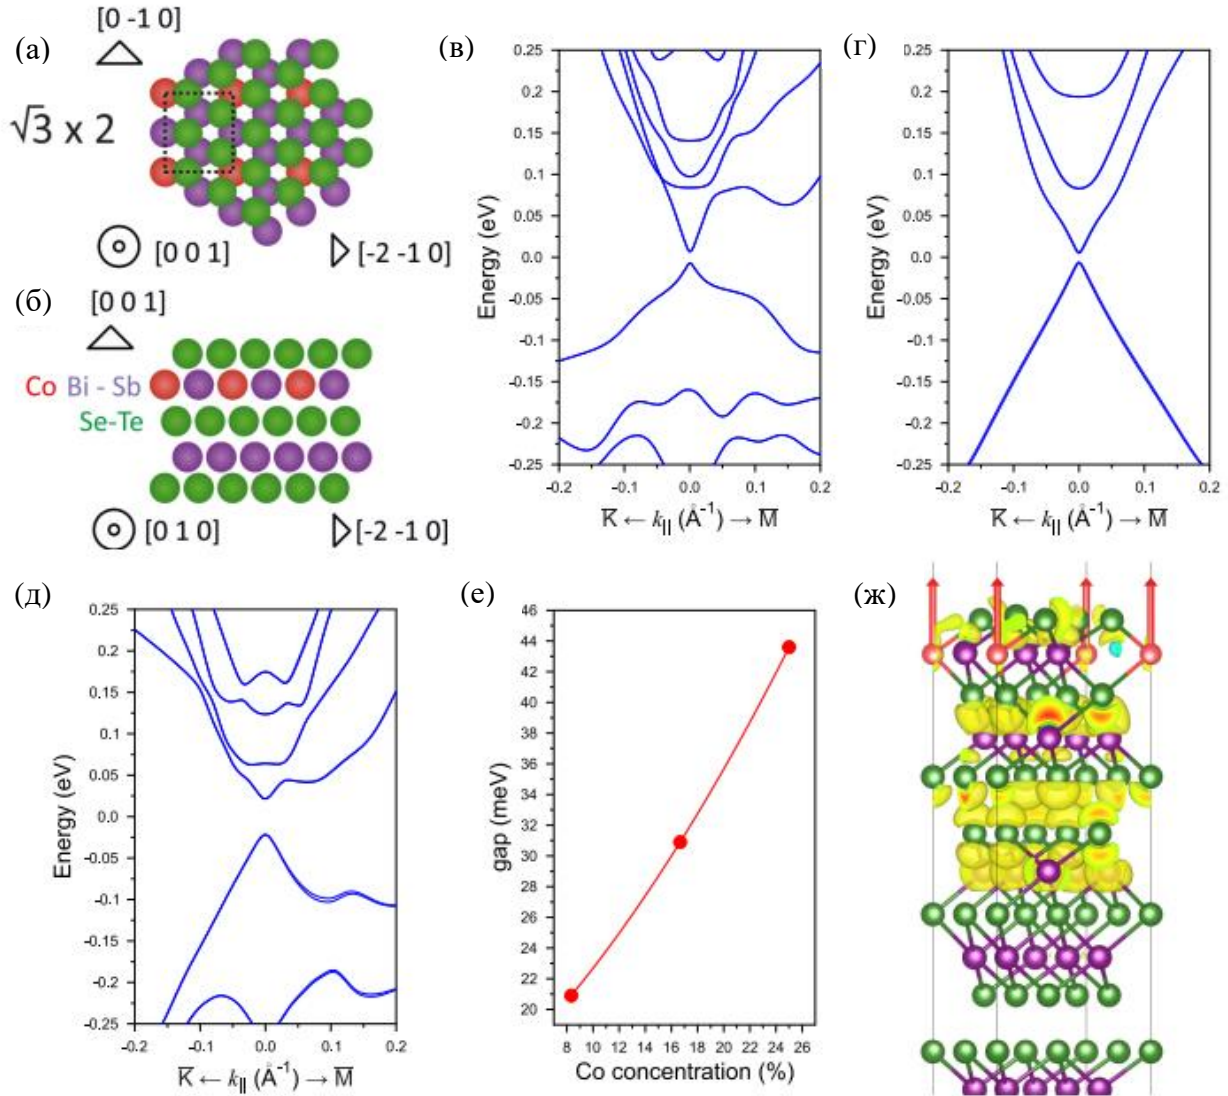 (а)
[0 -1 0]
√3 x 2
[0 0 1]
[-2 -1 0]
(б)
[0 0 1]
Co Bi - Sb
Se-Te
[0 1 0]
[-2 -1 0]
(в)
Energy (eV)
0.25
0.2
0.15
0.1
0.05
0.0
-0.05
-0.1
-0.15
-0.2
-0.25
-0.2 -0.1 0.0 0.1 0.2
K̅ ← k|| (Å⁻¹) → M̅
(г)
Energy (eV)
0.25
0.2
0.15
0.1
0.05
0.0
-0.05
-0.1
-0.15
-0.2
-0.25
-0.2 -0.1 0.0 0.1 0.2
K̅ ← k|| (Å⁻¹) → M̅
(д)
Energy (eV)
0.25
0.2
0.15
0.1
0.05
0.0
-0.05
-0.1
-0.15
-0.2
-0.25
-0.2 -0.1 0.0 0.1 0.2
K̅ ← k|| (Å⁻¹) → M̅
(е)
gap (meV)
46
44
42
40
38
36
34
32
30
28
26
24
22
20
8 10 12 14 16 18 20 22 24 26
Co concentration (%)
(ж)